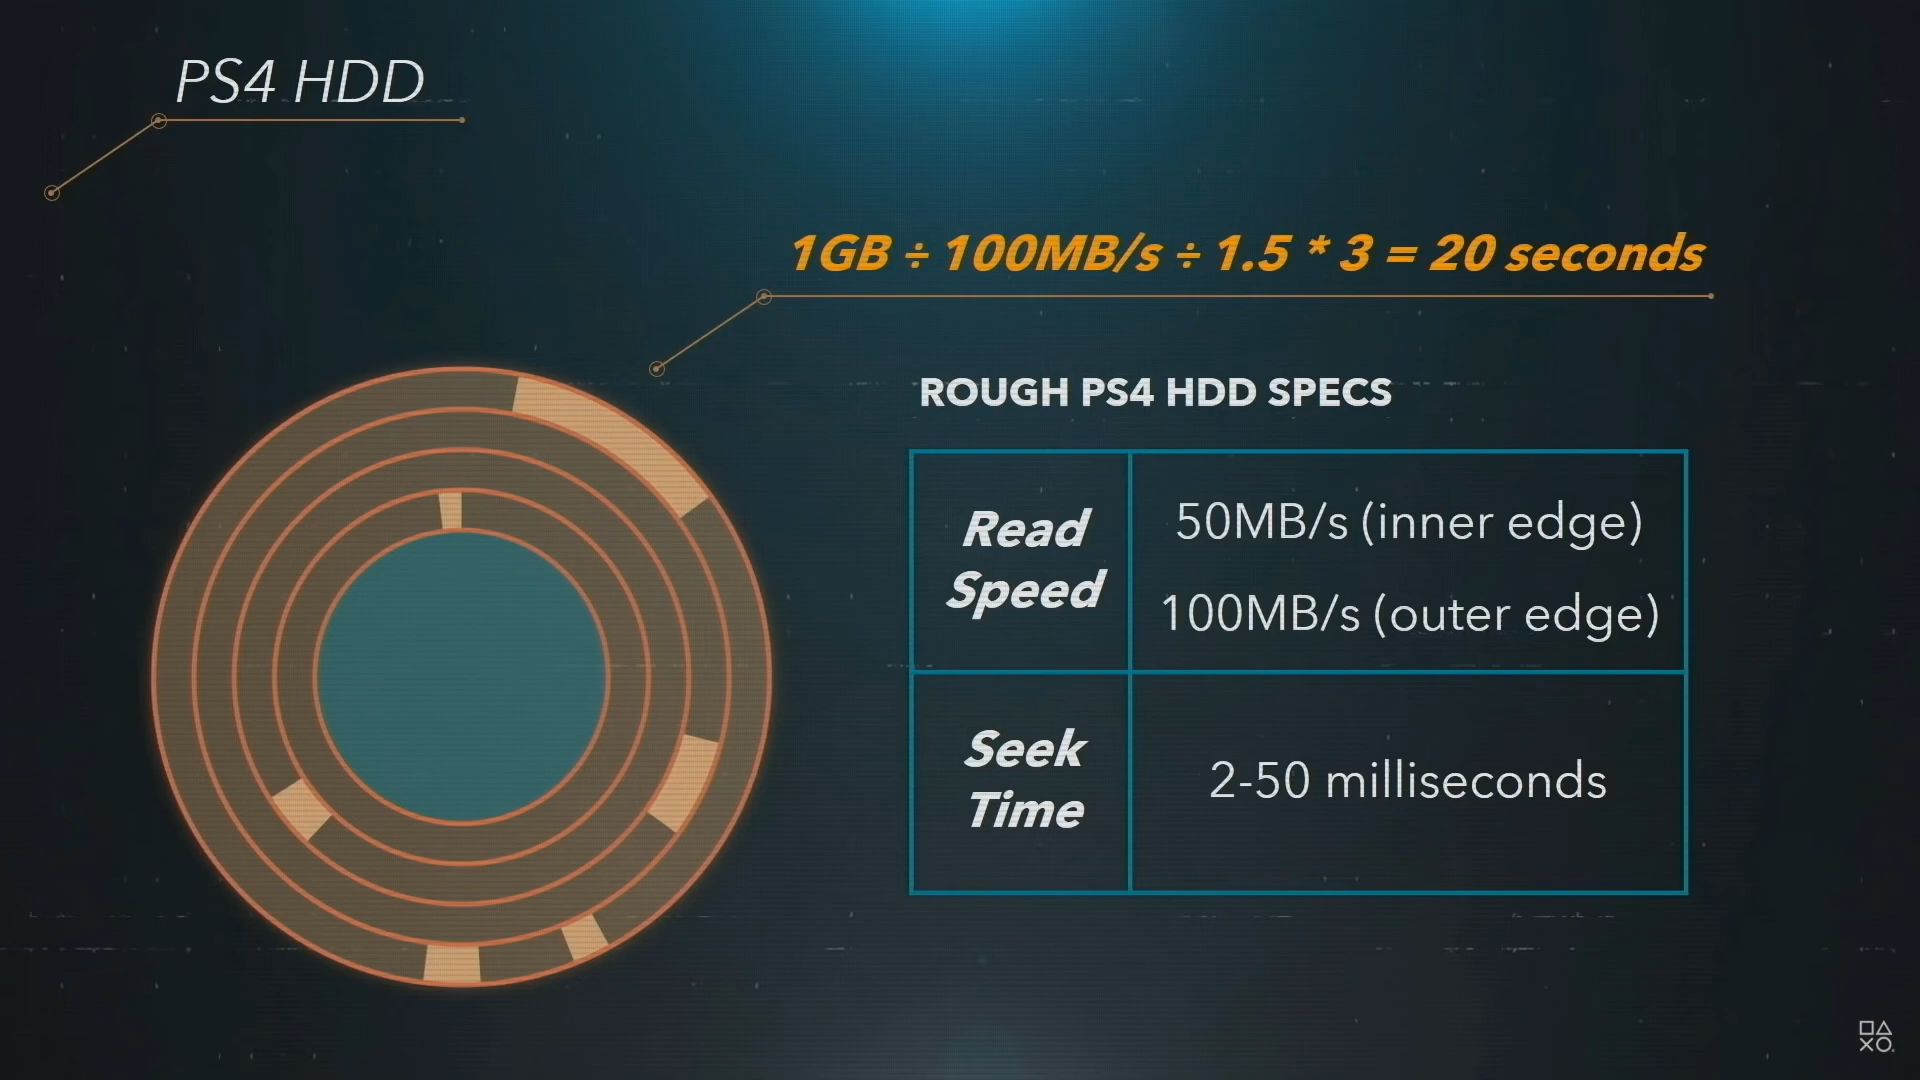 PS4 HDD
1GB ÷ 100MB/s ÷ 1.5 * 3 = 20 seconds
ROUGH PS4 HDD SPECS
Read
Speed
50MB/s (inner edge)
100MB/s (outer edge)
Seek
Time
2-50 milliseconds